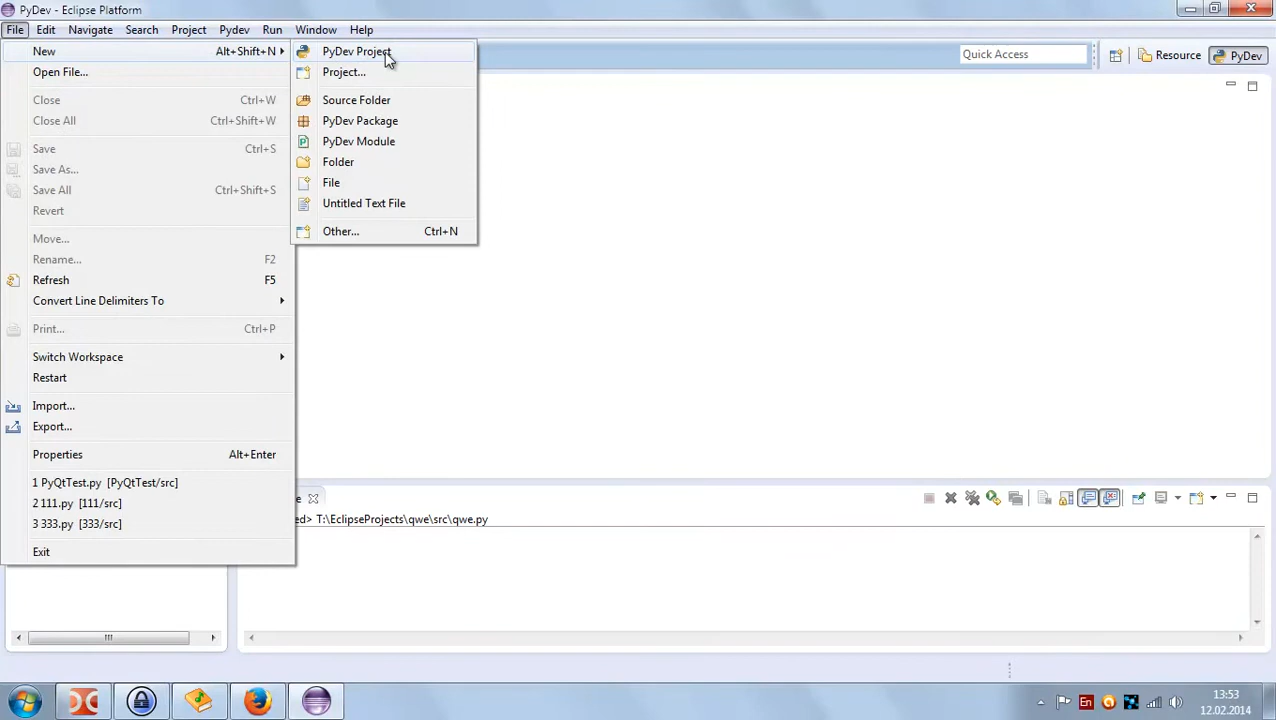 PyDev - Eclipse Platform
File Edit Navigate Search Project Pydev Run Window Help
New Alt+Shift+N
Open File...
Close Ctrl+W
Close All Ctrl+Shift+W
Save Ctrl+S
Save As...
Save All Ctrl+Shift+S
Revert
Move...
Rename... F2
Refresh F5
Convert Line Delimiters To
Print... Ctrl+P
Switch Workspace
Restart
Import...
Export...
Properties Alt+Enter
1 PyQtTest.py [PyQtTest/src]
2 111.py [111/src]
3 333.py [333/src]
Exit
PyDev Project
Project...
Source Folder
PyDev Package
PyDev Module
Folder
File
Untitled Text File
Other... Ctrl+N
Quick Access
Resource
PyDev
T:\EclipseProjects\qwe\src\qwe.py
En
13:53
12.02.2014